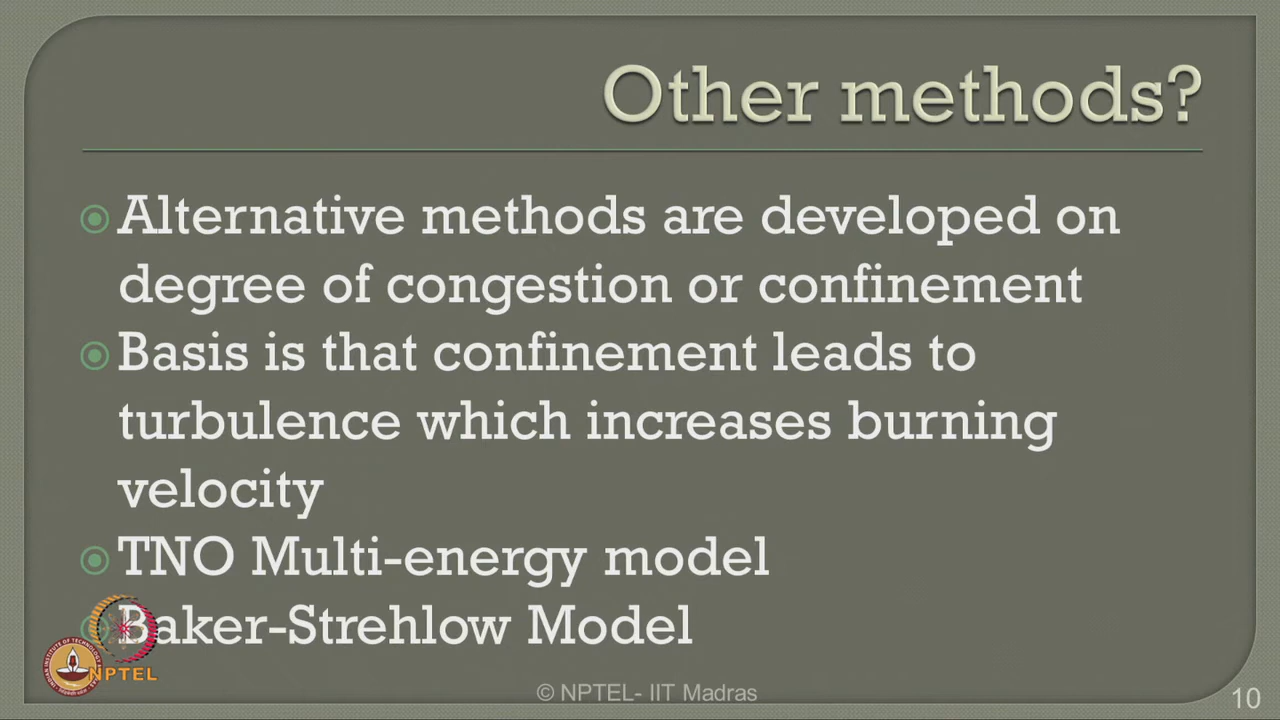 Other methods?
Alternative methods are developed on
degree of congestion or confinement
Basis is that confinement leads to
turbulence which increases burning
velocity
TNO Multi-energy model
Baker-Strehlow Model
NPTEL
© NPTEL- IIT Madras
10